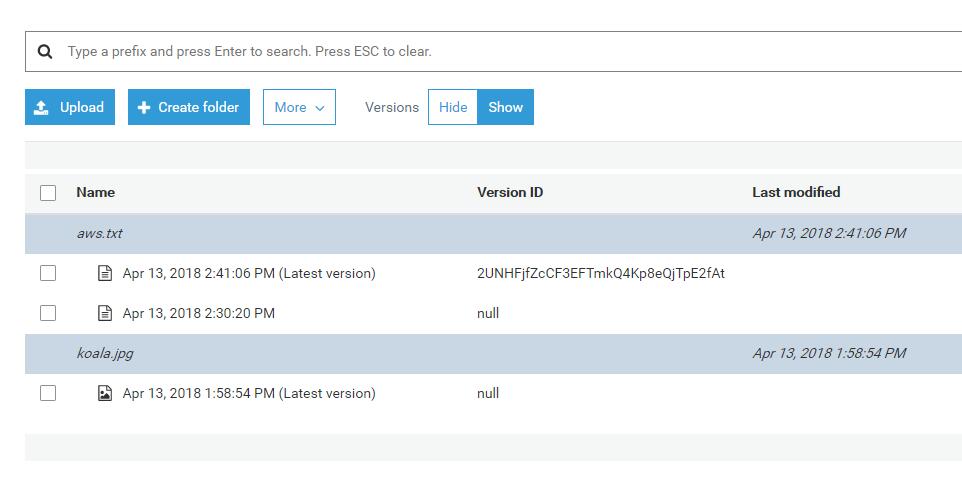 Type a prefix and press Enter to search. Press ESC to clear.
Upload Create folder More Versions Hide Show
Name Version ID Last modified
aws.txt Apr 13, 2018 2:41:06 PM
Apr 13, 2018 2:41:06 PM (Latest version) 2UNHFjfZcCF3EFTmkQ4Kp8eQjTpE2fAt
Apr 13, 2018 2:30:20 PM null
koala.jpg Apr 13, 2018 1:58:54 PM
Apr 13, 2018 1:58:54 PM (Latest version) null